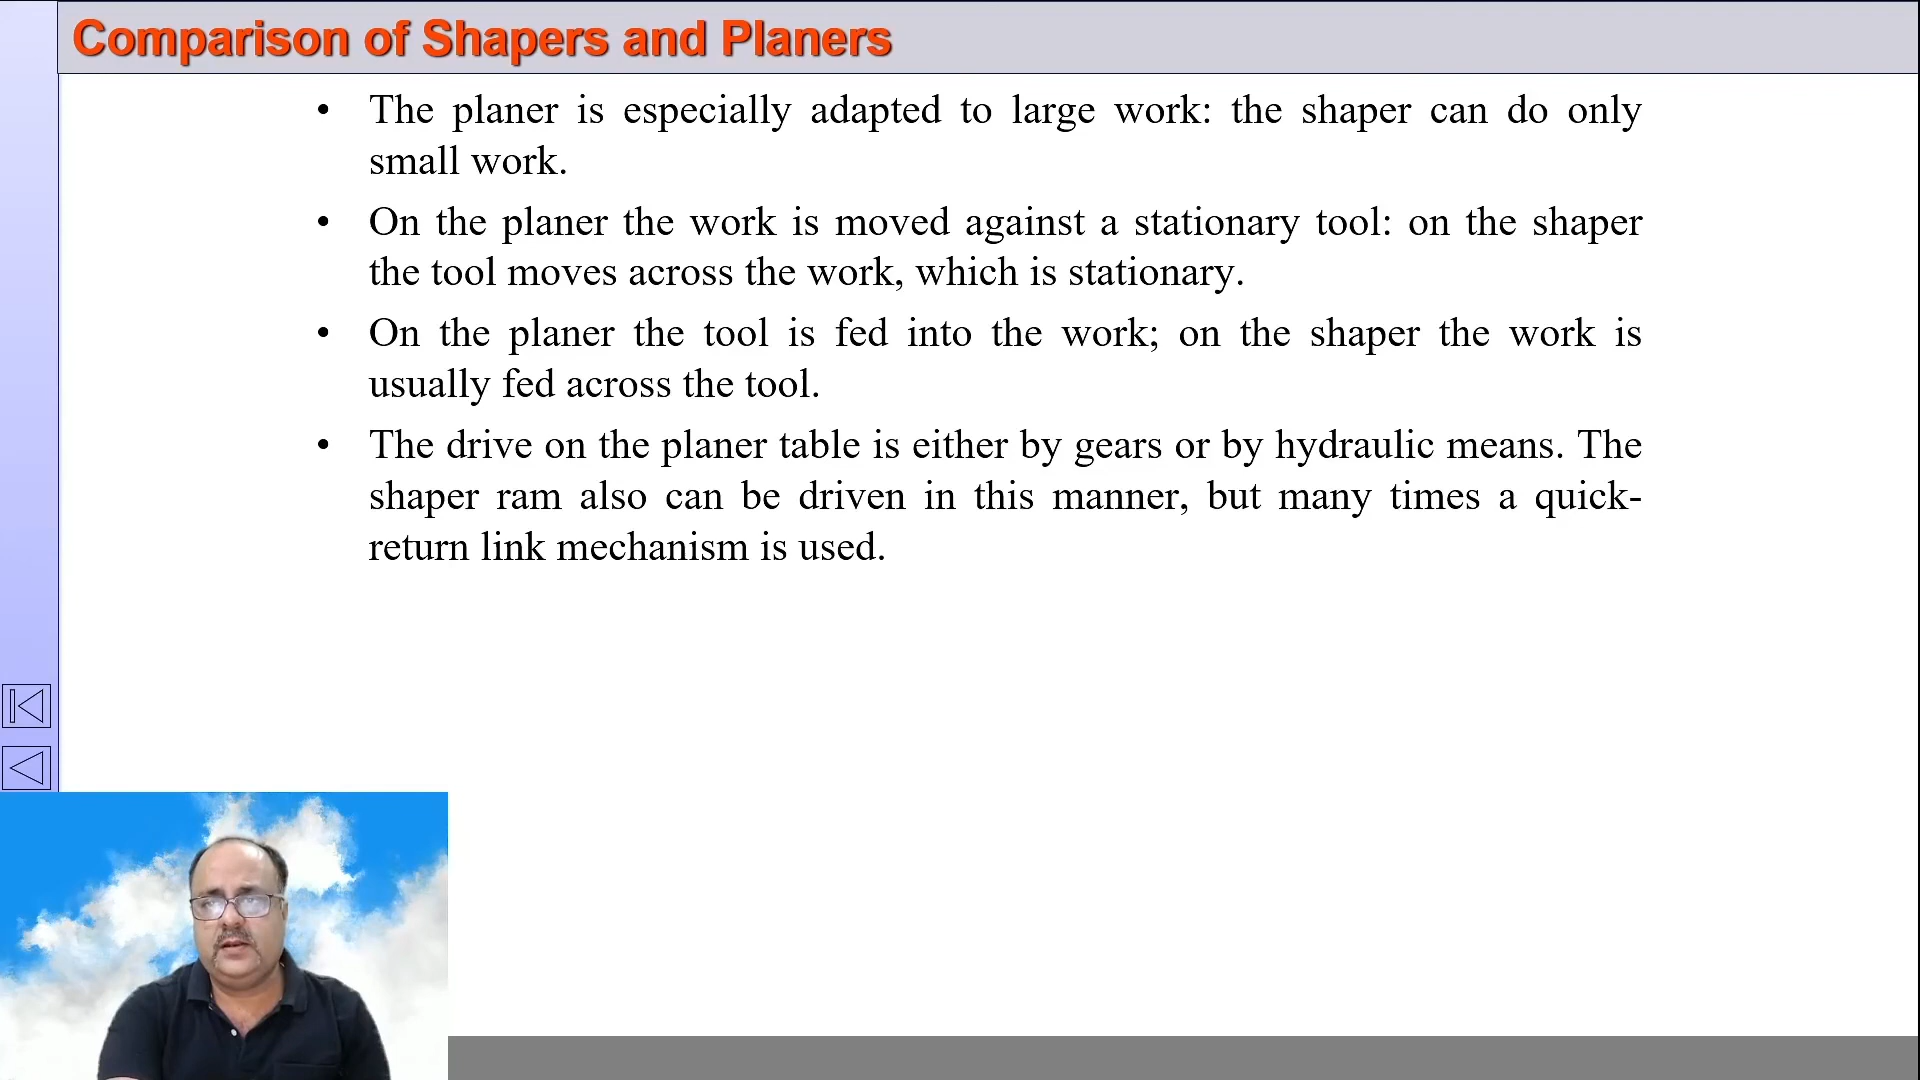 Comparison of Shapers and Planers
• The planer is especially adapted to large work: the shaper can do only
small work.
• On the planer the work is moved against a stationary tool: on the shaper
the tool moves across the work, which is stationary.
• On the planer the tool is fed into the work; on the shaper the work is
usually fed across the tool.
• The drive on the planer table is either by gears or by hydraulic means. The
shaper ram also can be driven in this manner, but many times a quick-
return link mechanism is used.